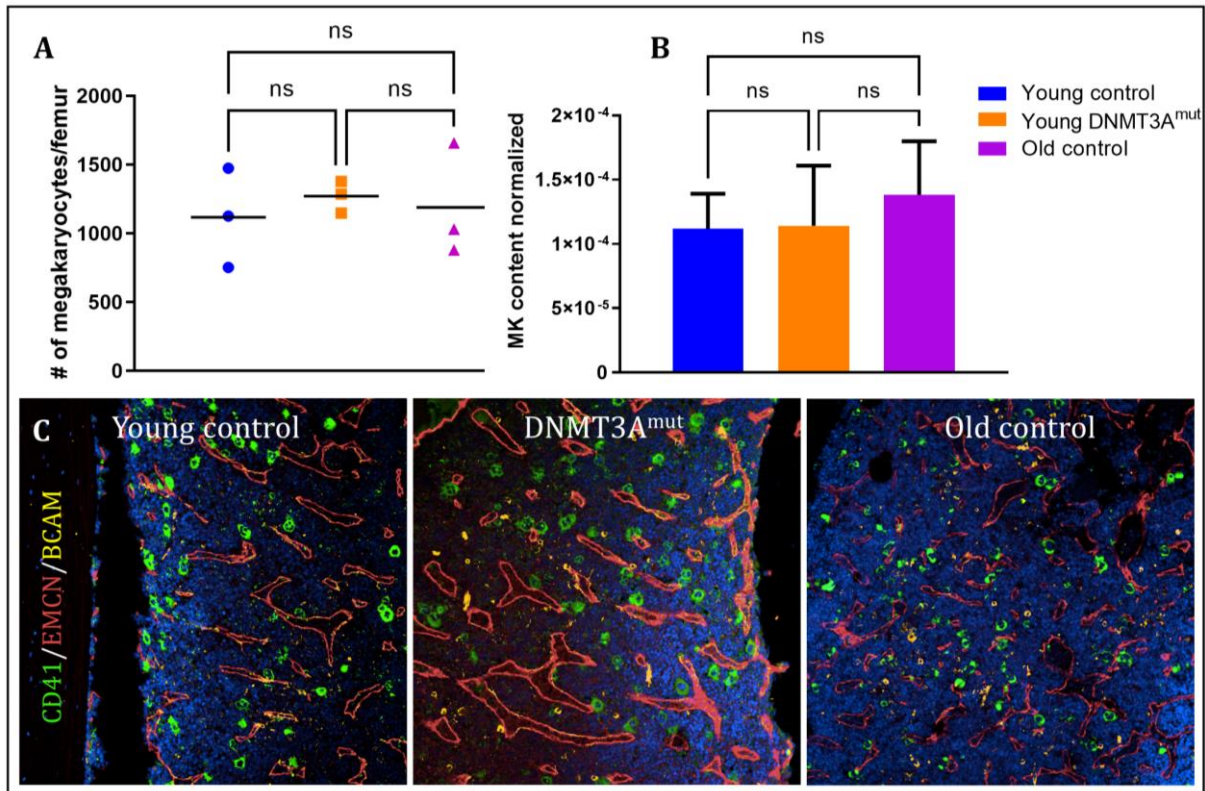 A
ns
ns
ns
# of megakaryocytes/femur
2000
1500
1000
500
0
B
ns
ns
ns
MK content normalized
2×10⁻⁴
1.5×10⁻⁴
1×10⁻⁴
5×10⁻⁵
0
Young control
Young DNMT3Aᵐᵘᵗ
Old control
C
Young control
DNMT3Aᵐᵘᵗ
Old control
CD41/EMCN/BCAM